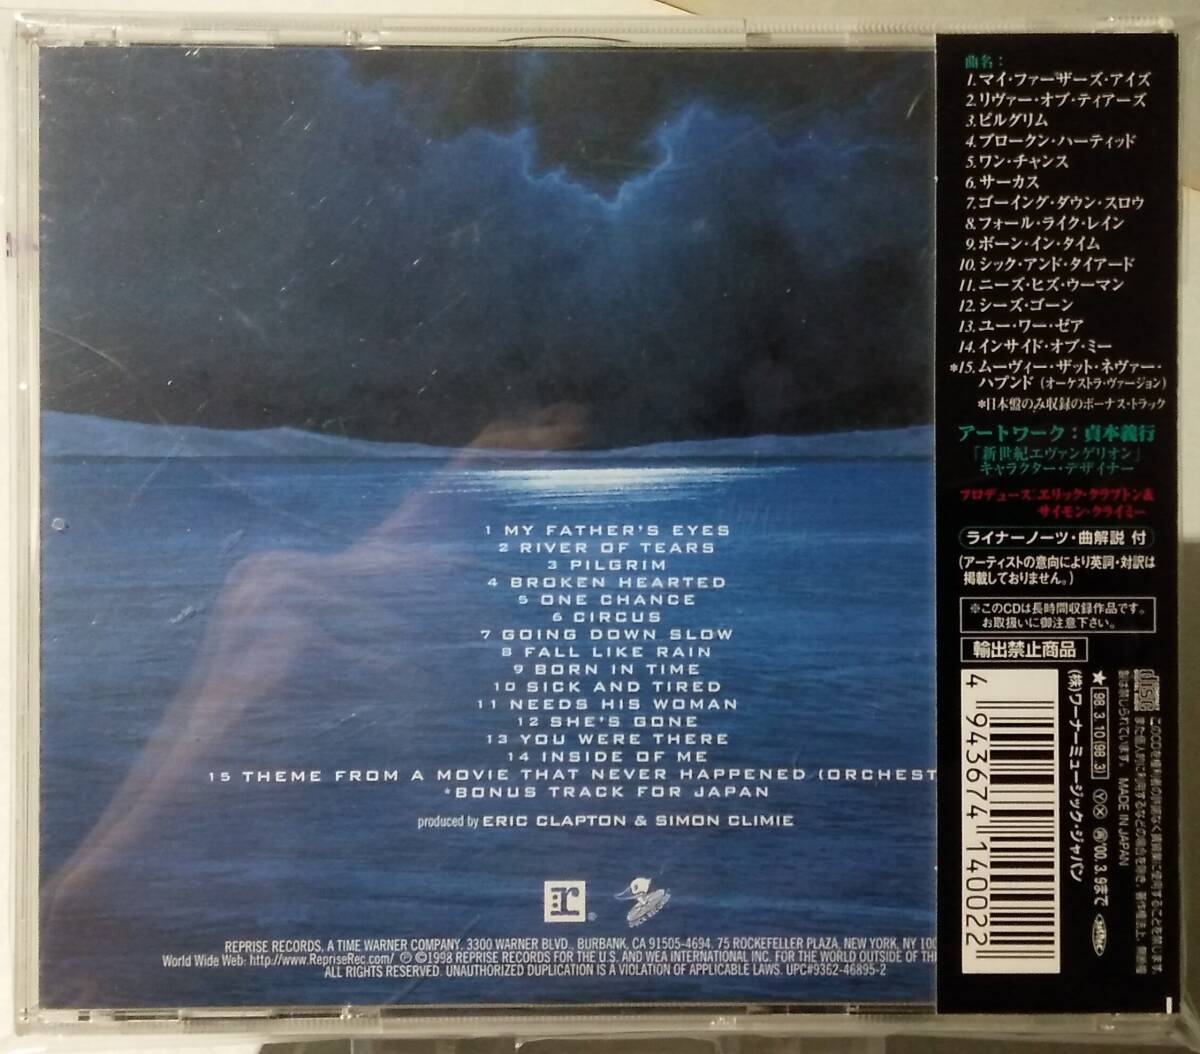 1 MY FATHER'S EYES
2 RIVER OF TEARS
3 PILGRIM
4 BROKEN HEARTED
5 ONE CHANCE
6 CIRCUS
7 GOING DOWN SLOW
8 FALL LIKE RAIN
9 BORN IN TIME
10 SICK AND TIRED
11 NEEDS HIS WOMAN
12 SHE'S GONE
13 YOU WERE THERE
14 INSIDE OF ME
15 THEME FROM A MOVIE THAT NEVER HAPPENED (ORCHEST
*BONUS TRACK FOR JAPAN
produced by ERIC CLAPTON & SIMON CLIMIE
r ®
REPRISE RECORDS, A TIME WARNER COMPANY, 3300 WARNER BLVD., BURBANK, CA 91505-4694. 75 ROCKEFELLER PLAZA, NEW YORK, NY 100
World Wide Web: http://www.RepriseRec.com/ ℗©1998 REPRISE RECORDS FOR THE U.S. AND WEA INTERNATIONAL INC. FOR THE WORLD OUTSIDE OF THE
ALL RIGHTS RESERVED. UNAUTHORIZED DUPLICATION IS A VIOLATION OF APPLICABLE LAWS. UPC#9362-46895-2
曲名：
1. マイ・ファーザーズ・アイズ
2. リヴァー・オブ・ティアーズ
3. ピルグリム
4. ブロークン・ハーティッド
5. ワン・チャンス
6. サーカス
7. ゴーイング・ダウン・スロウ
8. フォール・ライク・レイン
9. ボーン・イン・タイム
10. シック・アンド・タイアード
11. ニーズ・ヒズ・ウーマン
12. シーズ・ゴーン
13. ユー・ワー・ゼア
14. インサイド・オブ・ミー
*15. ムーヴィー・ザット・ネヴァー・
ハプンド（オーケストラ・ヴァージョン）
*日本盤のみ収録のボーナス・トラック
アートワーク：貞本義行
「新世紀エヴァンゲリオン」
キャラクター・デザイナー
プロデュース：エリック・クラプトン&
サイモン・クライミー
ライナーノーツ・曲解説 付
(アーティストの意向により英詞・対訳は
掲載しておりません。)
※このCDは長時間収録作品です。
お取扱いに御注意下さい。
輸出禁止商品
4 943674 140022
★ 98.3.10 (98.3) '00.3.9まで
(株)ワーナーミュージック・ジャパン
disc
MADE IN JAPAN